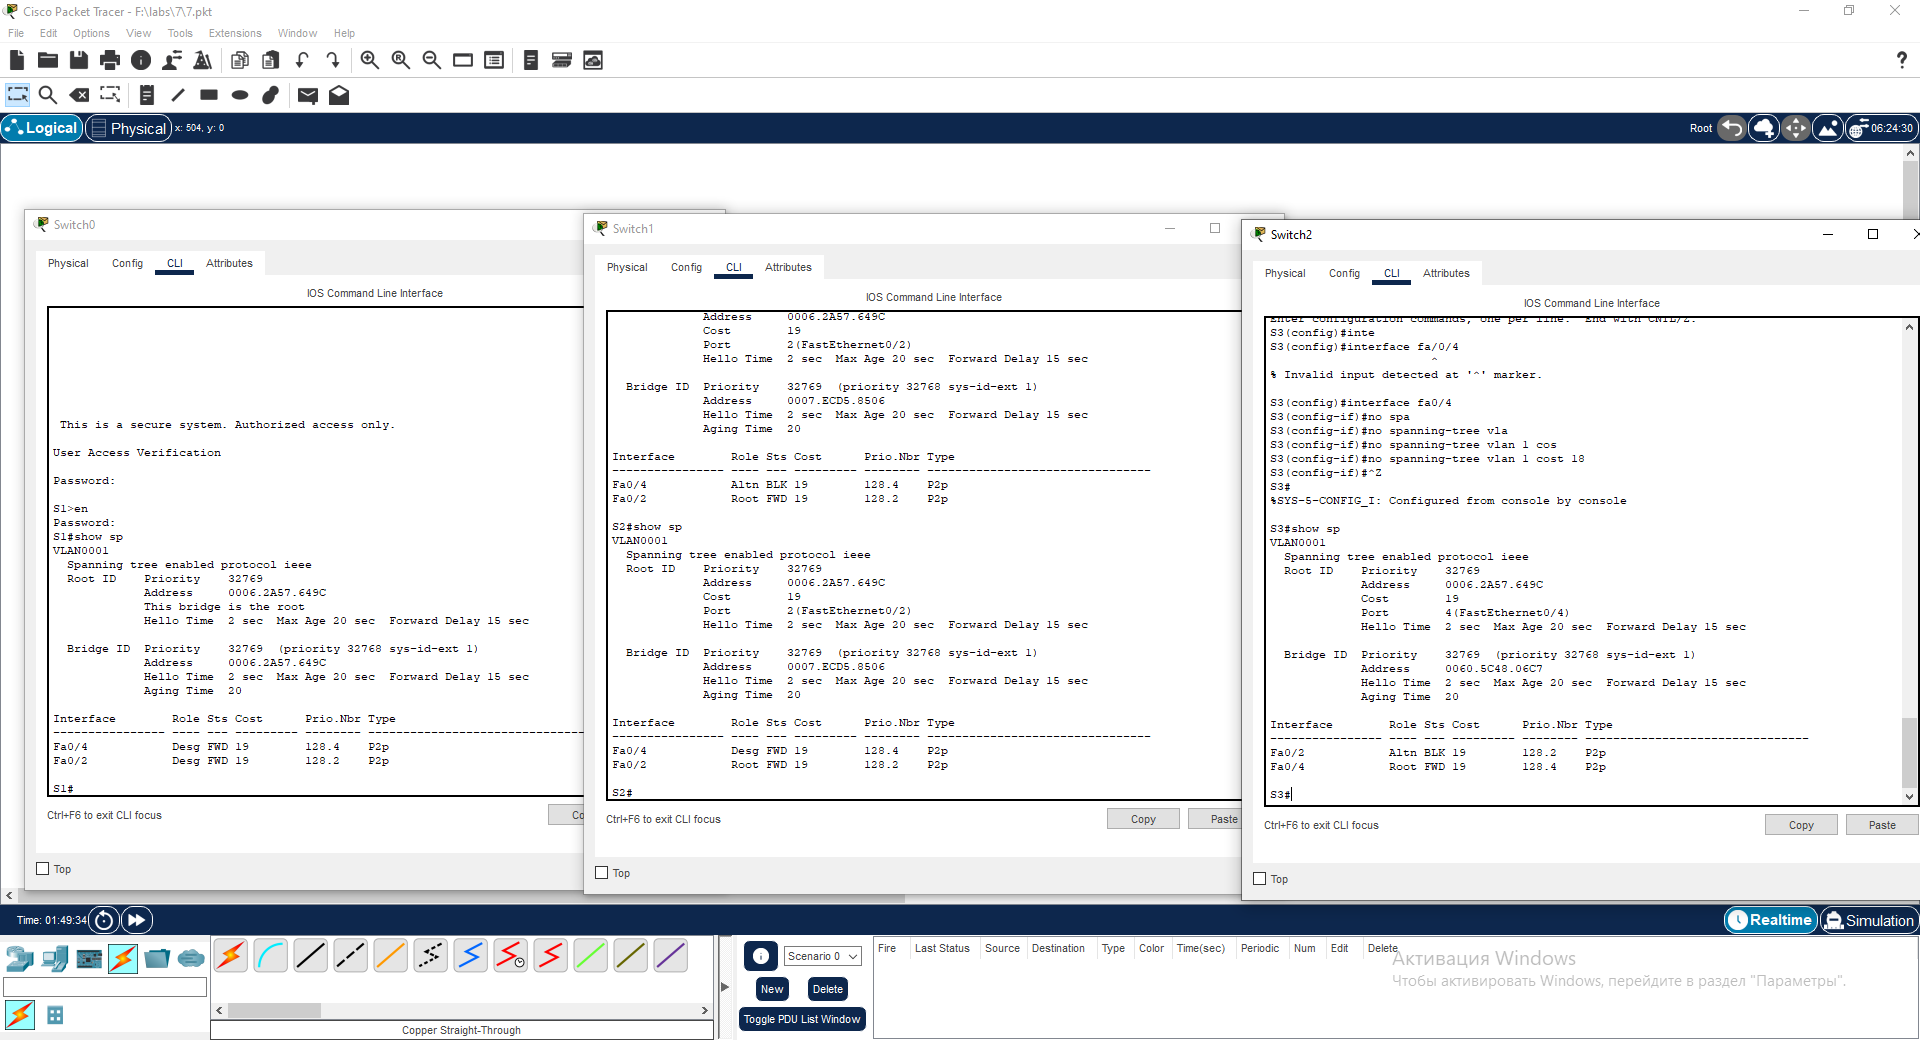 Cisco Packet Tracer - F:\labs\7\7.pkt
File Edit Options View Tools Extensions Window Help
Logical Physical x: 504, y: 0 Root 06:24:30
Switch0
Physical Config CLI Attributes
IOS Command Line Interface
This is a secure system. Authorized access only.
User Access Verification
Password:
S1>en
Password:
S1#show sp
VLAN0001
Spanning tree enabled protocol ieee
Root ID Priority 32769
Address 0006.2A57.649C
This bridge is the root
Hello Time 2 sec Max Age 20 sec Forward Delay 15 sec
Bridge ID Priority 32769 (priority 32768 sys-id-ext 1)
Address 0006.2A57.649C
Hello Time 2 sec Max Age 20 sec Forward Delay 15 sec
Aging Time 20
Interface Role Sts Cost Prio.Nbr Type
---------------- ---- --- --------- -------- --------------------------------
Fa0/4 Desg FWD 19 128.4 P2p
Fa0/2 Desg FWD 19 128.2 P2p
S1#
Ctrl+F6 to exit CLI focus
Co
Top
Switch1
Physical Config CLI Attributes
IOS Command Line Interface
Address 0006.2A57.649C
Cost 19
Port 2(FastEthernet0/2)
Hello Time 2 sec Max Age 20 sec Forward Delay 15 sec
Bridge ID Priority 32769 (priority 32768 sys-id-ext 1)
Address 0007.ECD5.8506
Hello Time 2 sec Max Age 20 sec Forward Delay 15 sec
Aging Time 20
Interface Role Sts Cost Prio.Nbr Type
---------------- ---- --- --------- -------- --------------------------------
Fa0/4 Altn BLK 19 128.4 P2p
Fa0/2 Root FWD 19 128.2 P2p
S2#show sp
VLAN0001
Spanning tree enabled protocol ieee
Root ID Priority 32769
Address 0006.2A57.649C
Cost 19
Port 2(FastEthernet0/2)
Hello Time 2 sec Max Age 20 sec Forward Delay 15 sec
Bridge ID Priority 32769 (priority 32768 sys-id-ext 1)
Address 0007.ECD5.8506
Hello Time 2 sec Max Age 20 sec Forward Delay 15 sec
Aging Time 20
Interface Role Sts Cost Prio.Nbr Type
---------------- ---- --- --------- -------- --------------------------------
Fa0/4 Desg FWD 19 128.4 P2p
Fa0/2 Root FWD 19 128.2 P2p
S2#
Ctrl+F6 to exit CLI focus
Copy Paste
Top
Switch2
Physical Config CLI Attributes
IOS Command Line Interface
Enter configuration commands, one per line. End with CNTL/Z.
S3(config)#inte
S3(config)#interface fa/0/4
^
% Invalid input detected at '^' marker.
S3(config)#interface fa0/4
S3(config-if)#no spa
S3(config-if)#no spanning-tree vla
S3(config-if)#no spanning-tree vlan 1 cos
S3(config-if)#no spanning-tree vlan 1 cost 18
S3(config-if)#^Z
S3#
%SYS-5-CONFIG_I: Configured from console by console
S3#show sp
VLAN0001
Spanning tree enabled protocol ieee
Root ID Priority 32769
Address 0006.2A57.649C
Cost 19
Port 4(FastEthernet0/4)
Hello Time 2 sec Max Age 20 sec Forward Delay 15 sec
Bridge ID Priority 32769 (priority 32768 sys-id-ext 1)
Address 0060.5C48.06C7
Hello Time 2 sec Max Age 20 sec Forward Delay 15 sec
Aging Time 20
Interface Role Sts Cost Prio.Nbr Type
---------------- ---- --- --------- -------- --------------------------------
Fa0/2 Altn BLK 19 128.2 P2p
Fa0/4 Root FWD 19 128.4 P2p
S3#
Ctrl+F6 to exit CLI focus
Copy Paste
Top
Time: 01:49:34 Realtime Simulation
Scenario 0
New Delete
Toggle PDU List Window
Fire Last Status Source Destination Type Color Time(sec) Periodic Num Edit Delete
Copper Straight-Through
Активация Windows
Чтобы активировать Windows, перейдите в раздел "Параметры".